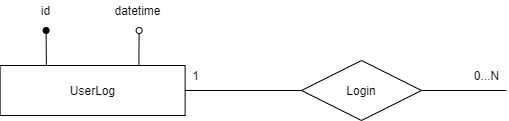 id
datetime
UserLog
1
Login
0...N